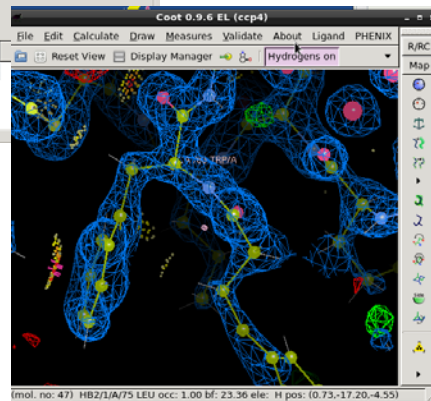 Coot 0.9.6 EL (ccp4)
File Edit Calculate Draw Measures Validate About Ligand PHENIX
Reset View Display Manager Hydrogens on
R/RC
Map
TRP/A
(mol. no: 47) HB2/1/A/75 LEU occ: 1.00 bf: 23.36 ele: H pos: (0.73,-17.20,-4.55)